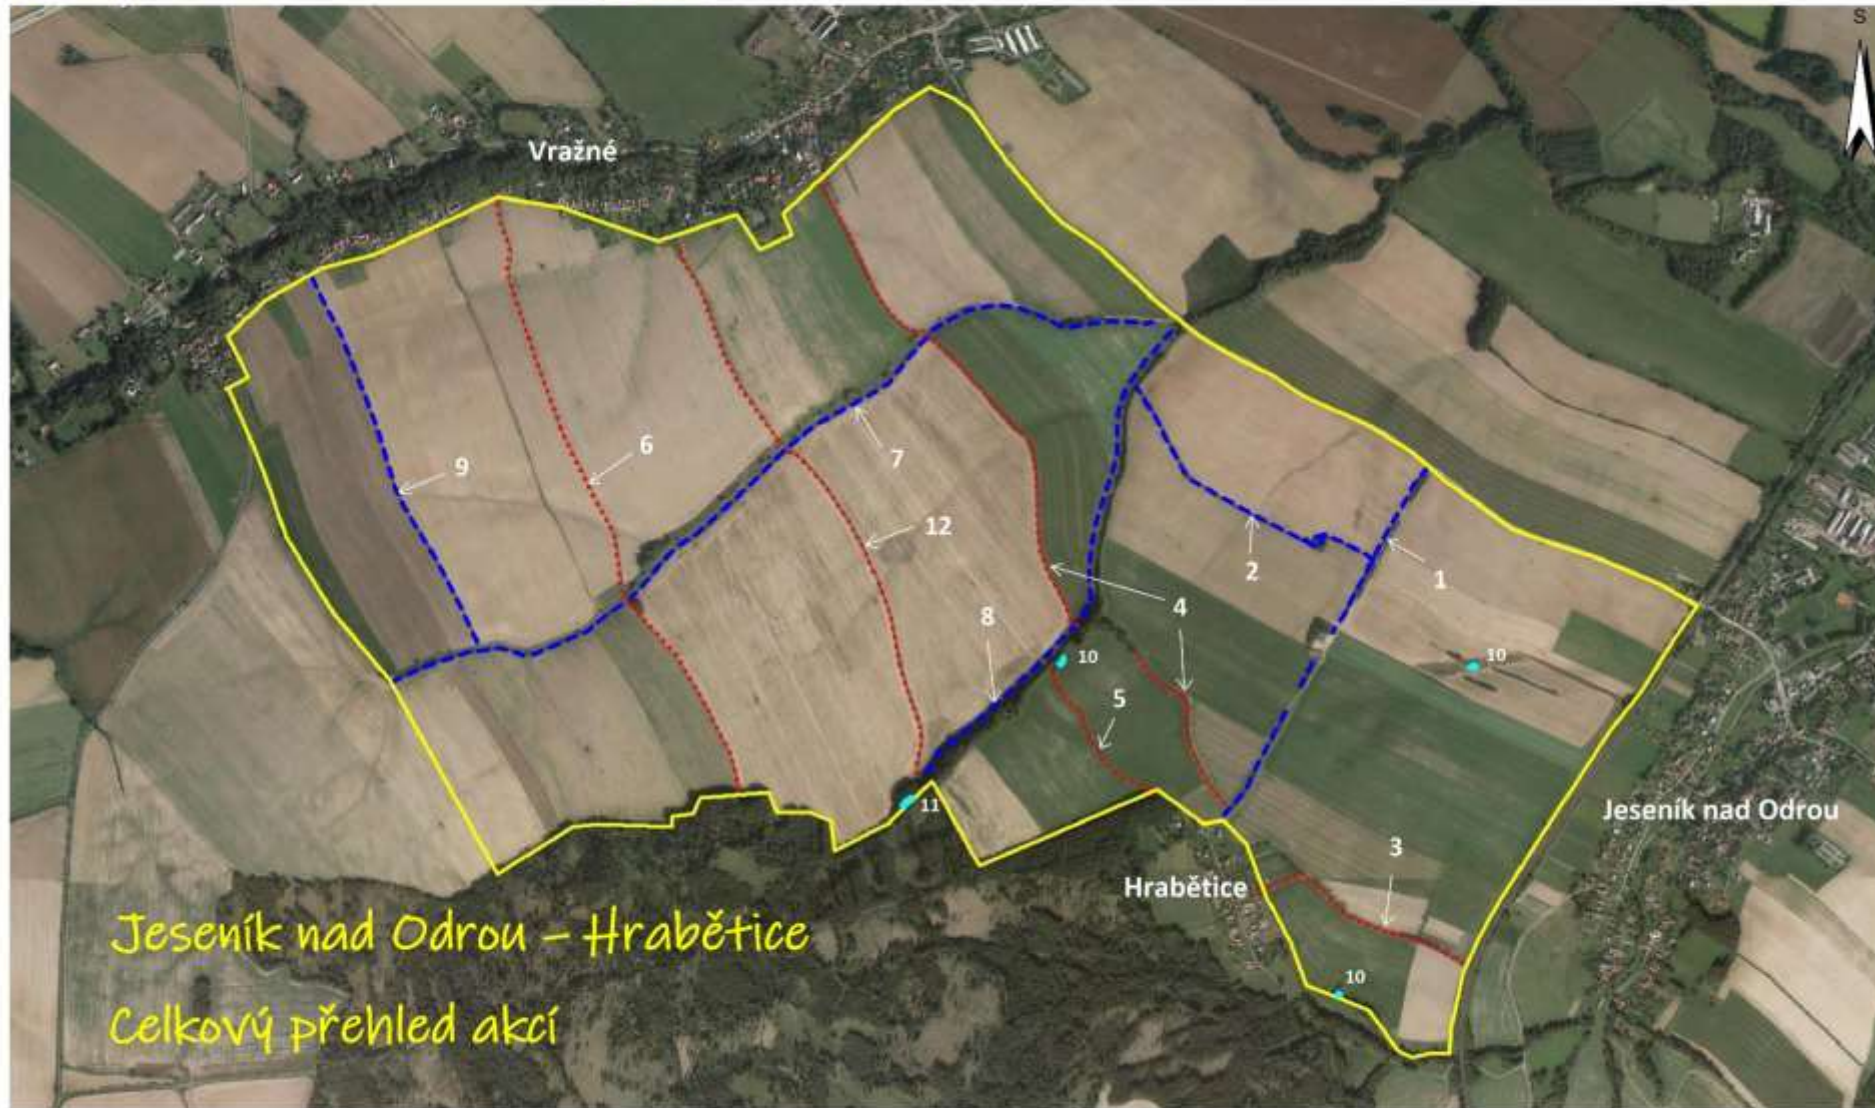 S
Vražné
9
6
7
12
2
1
8
4
10
10
5
11
Jeseník nad Odrou
3
Hrabětice
10
Jeseník nad Odrou – Hrabětice
Celkový přehled akcí